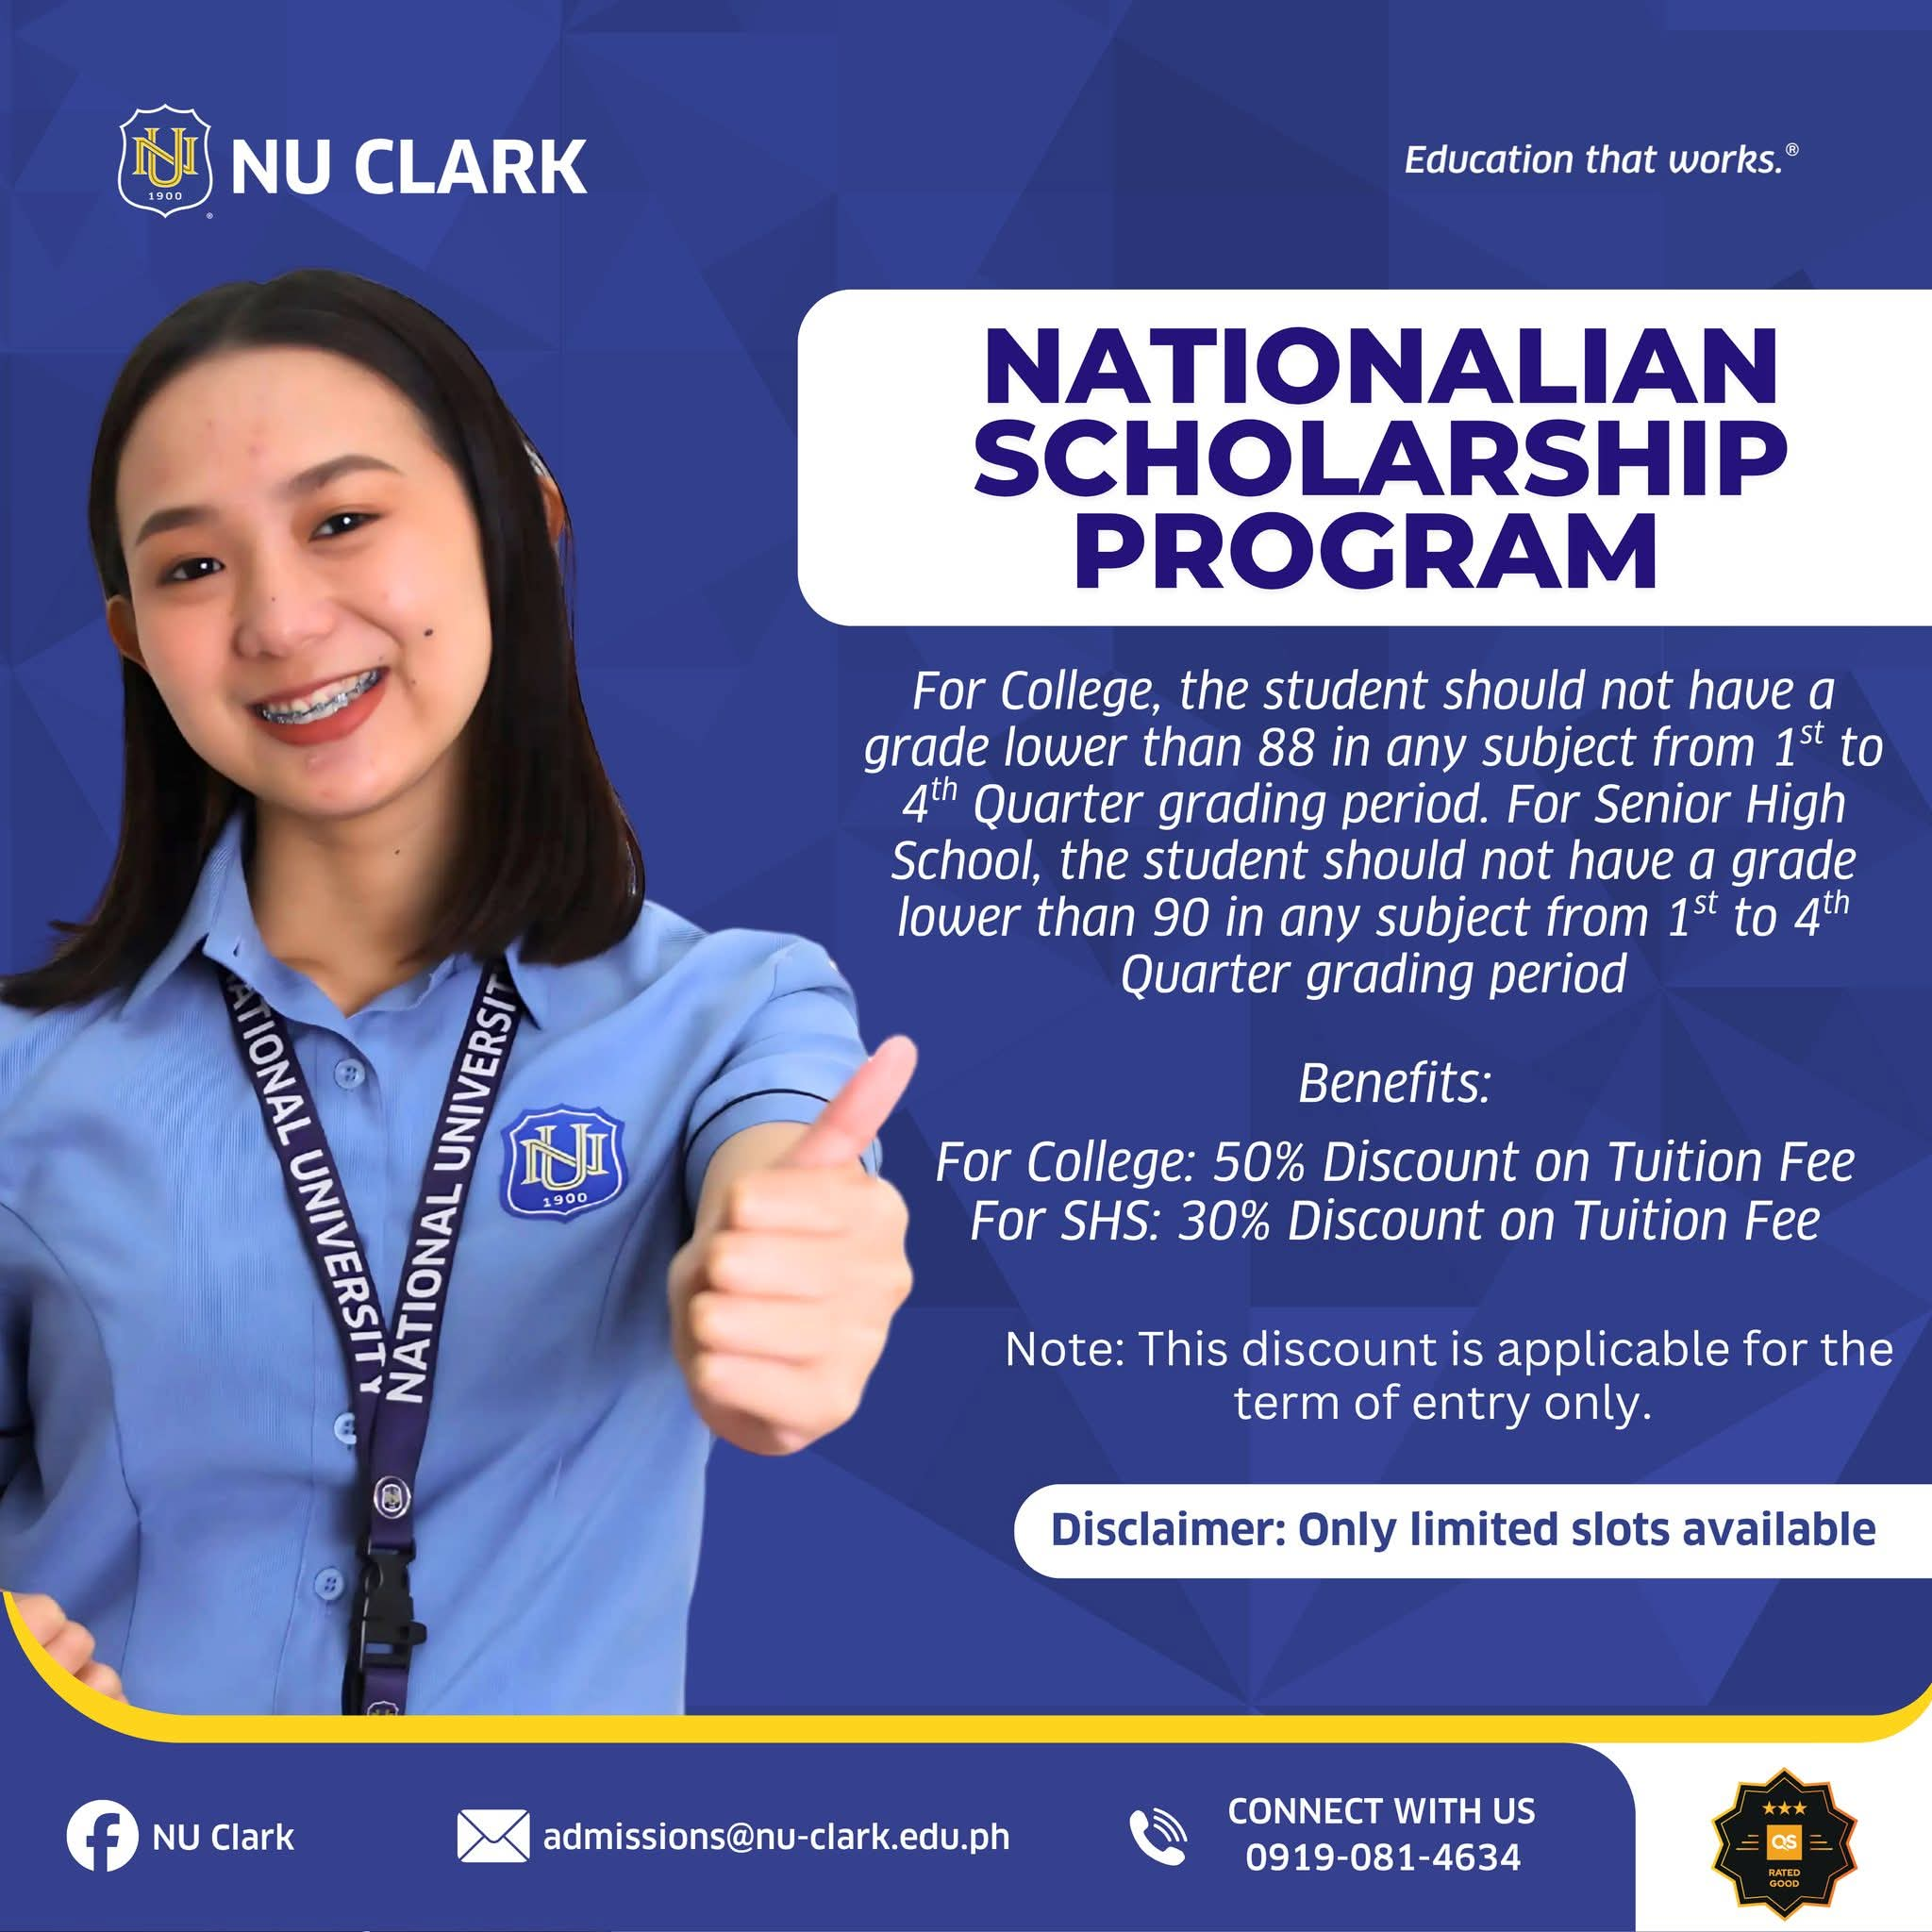 NU
1900
NU CLARK
Education that works.®
NATIONALIAN
SCHOLARSHIP
PROGRAM
For College, the student should not have a
grade lower than 88 in any subject from 1st to
4th Quarter grading period. For Senior High
School, the student should not have a grade
lower than 90 in any subject from 1st to 4th
Quarter grading period
Benefits:
For College: 50% Discount on Tuition Fee
For SHS: 30% Discount on Tuition Fee
Note: This discount is applicable for the
term of entry only.
Disclaimer: Only limited slots available
NATIONAL UNIVERSITY
NATIONAL UNIVERSITY
NU
1900
NU Clark
admissions@nu-clark.edu.ph
CONNECT WITH US
0919-081-4634
QS
RATED
GOOD